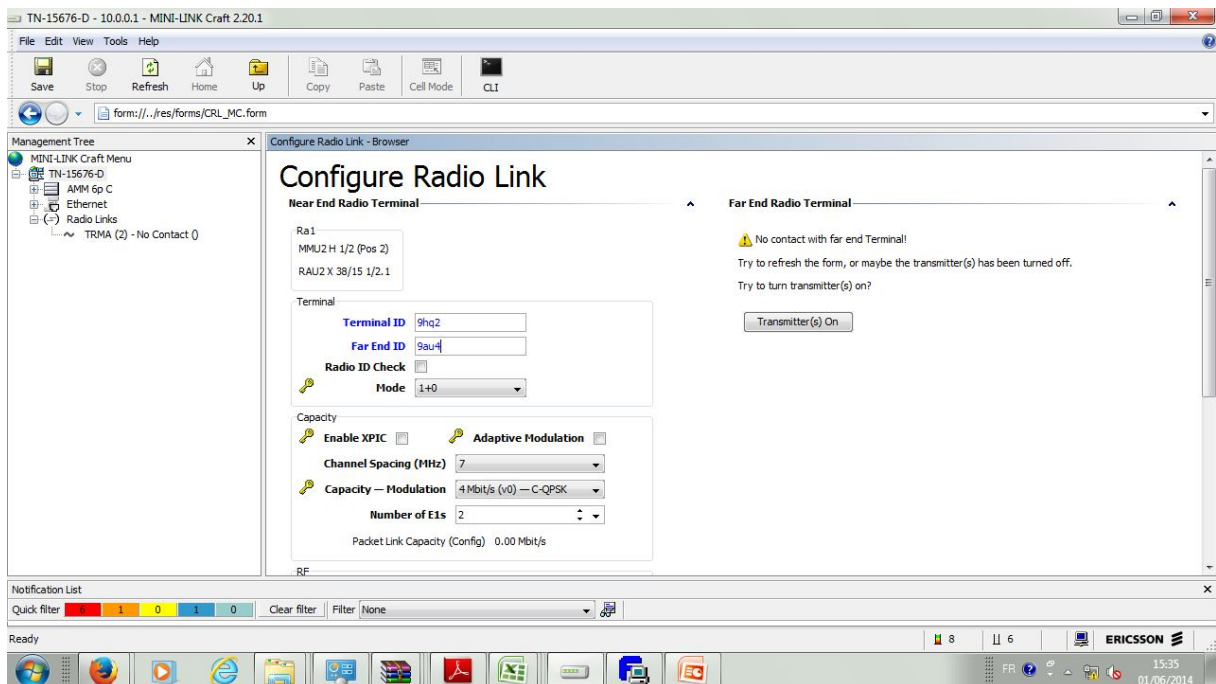 TN-15676-D - 10.0.0.1 - MINI-LINK Craft 2.20.1
File Edit View Tools Help
Save Stop Refresh Home Up Copy Paste Cell Mode CLI
form://../res/forms/CRL_MC.form
Management Tree
MINI-LINK Craft Menu
TN-15676-D
AMM 6p C
Ethernet
Radio Links
TRMA (2) - No Contact ()
Configure Radio Link - Browser
Configure Radio Link
Near End Radio Terminal
Ra1
MMU2 H 1/2 (Pos 2)
RAU2 X 38/15 1/2.1
Terminal
Terminal ID 9hq2
Far End ID 9au4
Radio ID Check
Mode 1+0
Capacity
Enable XPIC Adaptive Modulation
Channel Spacing (MHz) 7
Capacity — Modulation 4 Mbit/s (v0) — C-QPSK
Number of E1s 2
Packet Link Capacity (Config) 0.00 Mbit/s
RF
Far End Radio Terminal
No contact with far end Terminal!
Try to refresh the form, or maybe the transmitter(s) has been turned off.
Try to turn transmitter(s) on?
Transmitter(s) On
Notification List
Quick filter 6 1 0 1 0 Clear filter Filter None
Ready 8 6 ERICSSON
FR 15:35
01/06/2014